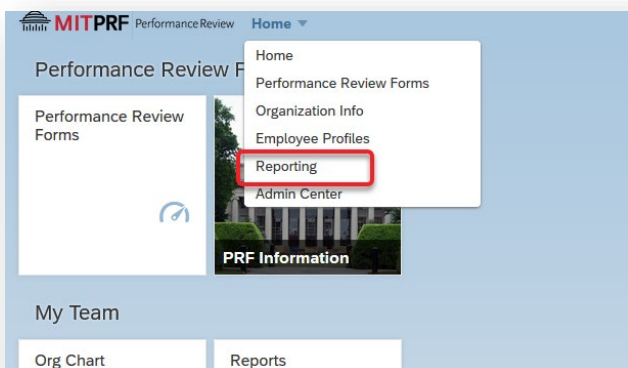 MITPRF Performance Review Home
Home
Performance Review Forms
Organization Info
Employee Profiles
Reporting
Admin Center
Performance Review F
Performance Review
Forms
PRF Information
My Team
Org Chart
Reports